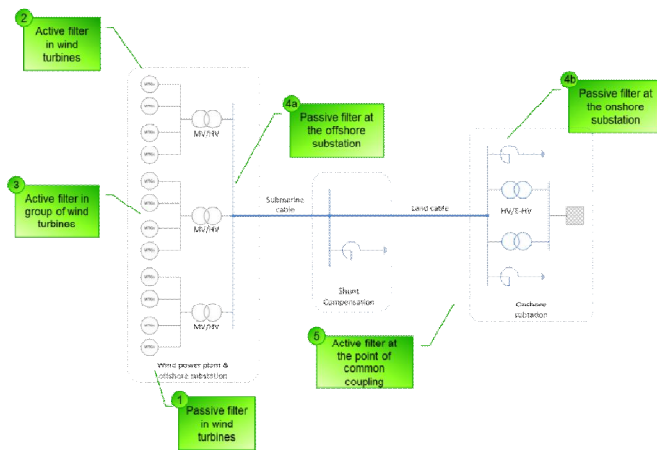 2
Active filter
in wind
turbines
4a
Passive filter at
the offshore
substation
4b
Passive filter at
the onshore
substation
MV/HV
3
Active filter in
group of wind
turbines
MV/HV
Submarine
cable
Land cable
HV/E-HV
MV/HV
Shunt
Compensation
Onshore
subtation
5
Active filter at
the point of
common
coupling
Wind power plant &
offshore substation
1
Passive filter
in wind
turbines